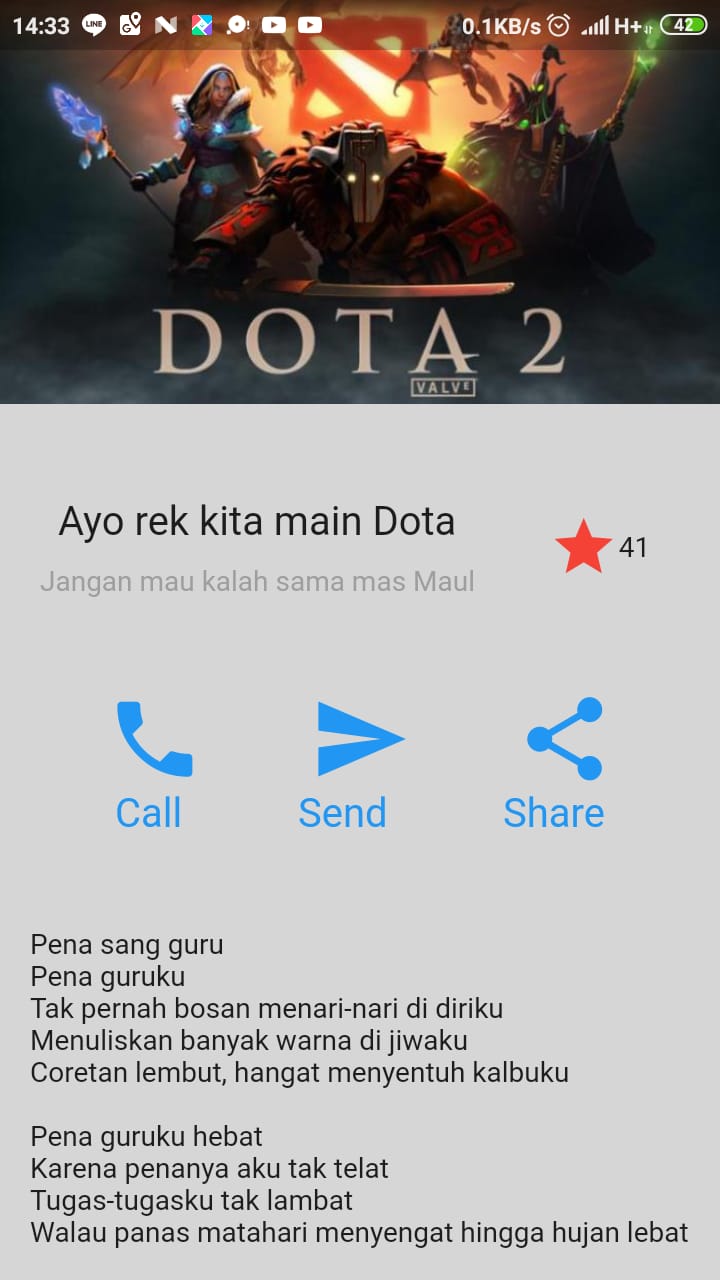 14:33 LINE 0.1KB/s H+ 42
DOTA 2
VALVE
Ayo rek kita main Dota
41
Jangan mau kalah sama mas Maul
Call Send Share
Pena sang guru
Pena guruku
Tak pernah bosan menari-nari di diriku
Menuliskan banyak warna di jiwaku
Coretan lembut, hangat menyentuh kalbuku
Pena guruku hebat
Karena penanya aku tak telat
Tugas-tugasku tak lambat
Walau panas matahari menyengat hingga hujan lebat